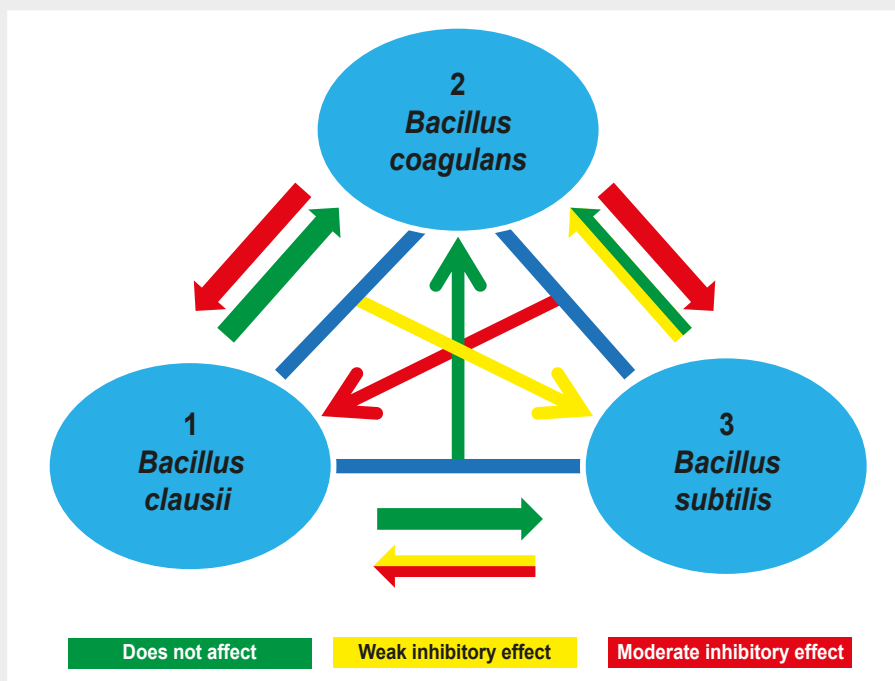 2
Bacillus
coagulans
1
Bacillus
clausii
3
Bacillus
subtilis
Does not affect
Weak inhibitory effect
Moderate inhibitory effect